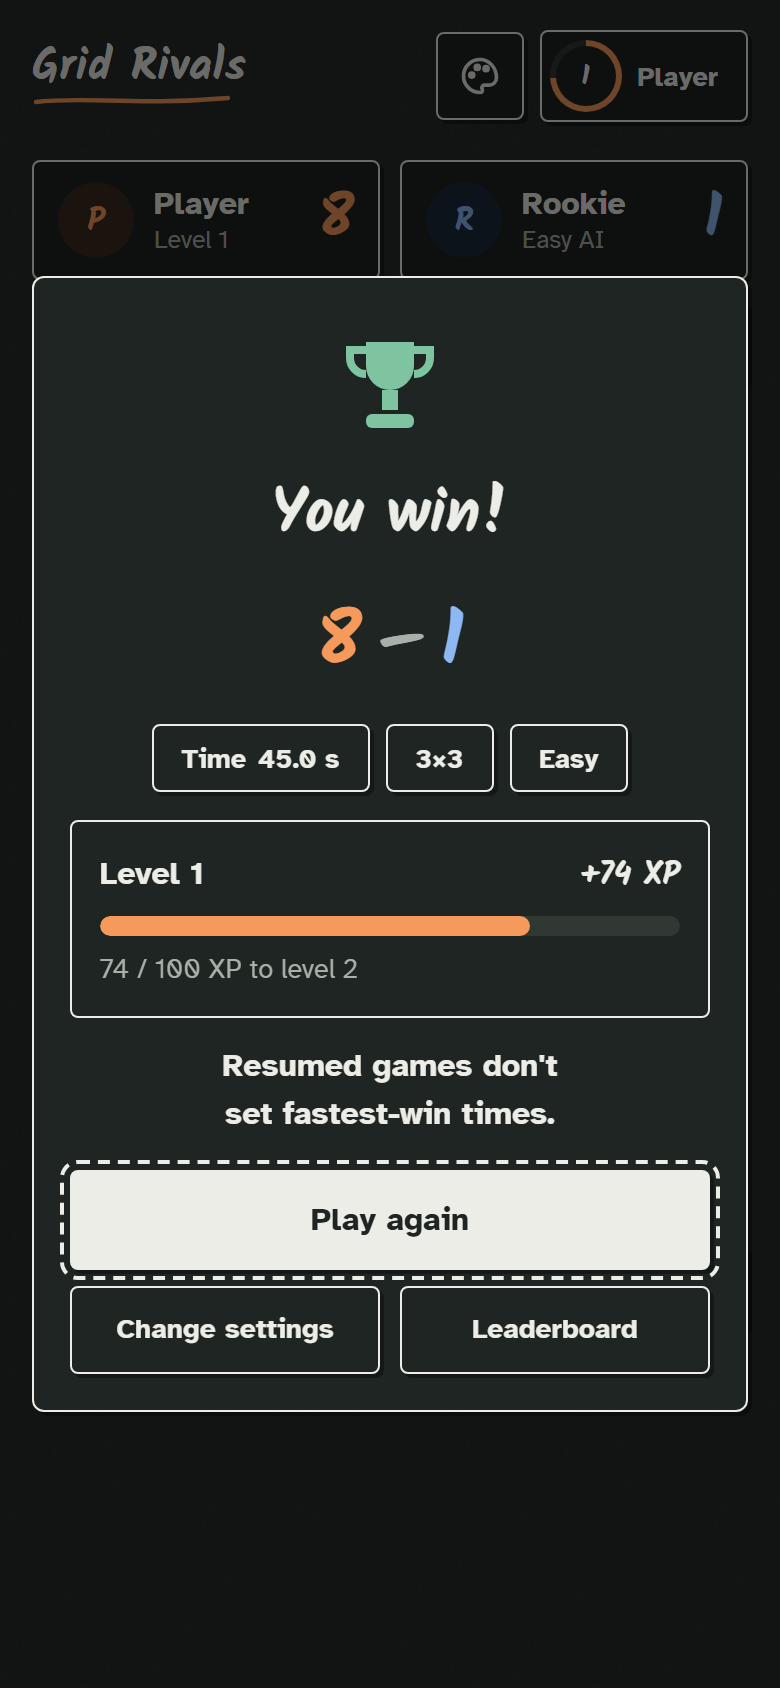 Grid Rivals
1
Player
P
Player
Level 1
8
R
Rookie
Easy AI
1
You win!
8 – 1
Time 45.0 s
3×3
Easy
Level 1
+74 XP
74 / 100 XP to level 2
Resumed games don't
set fastest-win times.
Play again
Change settings
Leaderboard